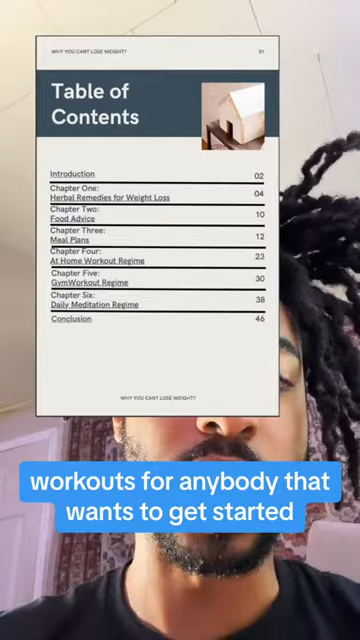 WHY YOU CANT LOSE WEIGHT?
01
Table of
Contents
Introduction 02
Chapter One:
Herbal Remedies for Weight Loss 04
Chapter Two:
Food Advice 10
Chapter Three:
Meal Plans 12
Chapter Four:
At Home Workout Regime 23
Chapter Five:
GymWorkout Regime 30
Chapter Six:
Daily Meditation Regime 38
Conclusion 46
WHY YOU CANT LOSE WEIGHT?
workouts for anybody that
wants to get started